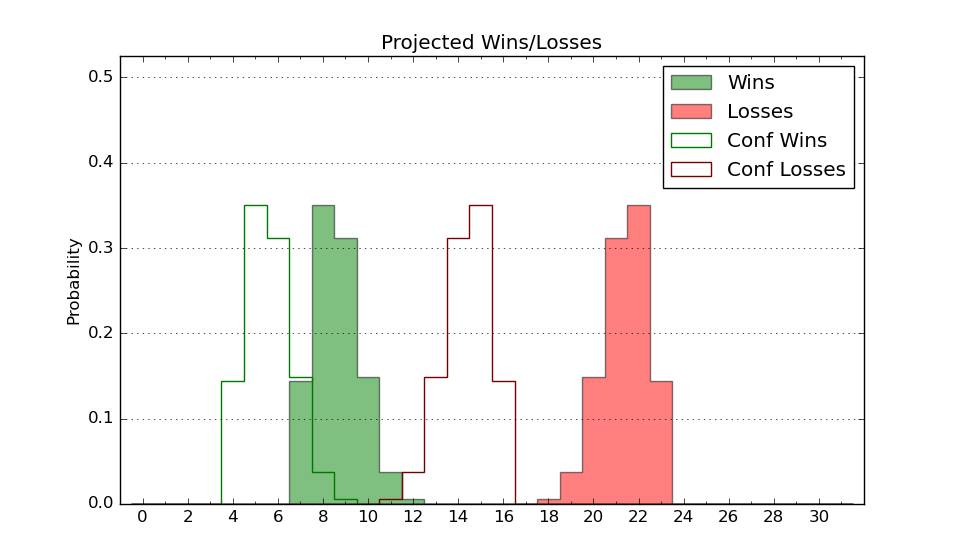 Projected Wins/Losses
Probability
0.5
0.4
0.3
0.2
0.1
0.0
0 2 4 6 8 10 12 14 16 18 20 22 24 26 28 30
Wins
Losses
Conf Wins
Conf Losses